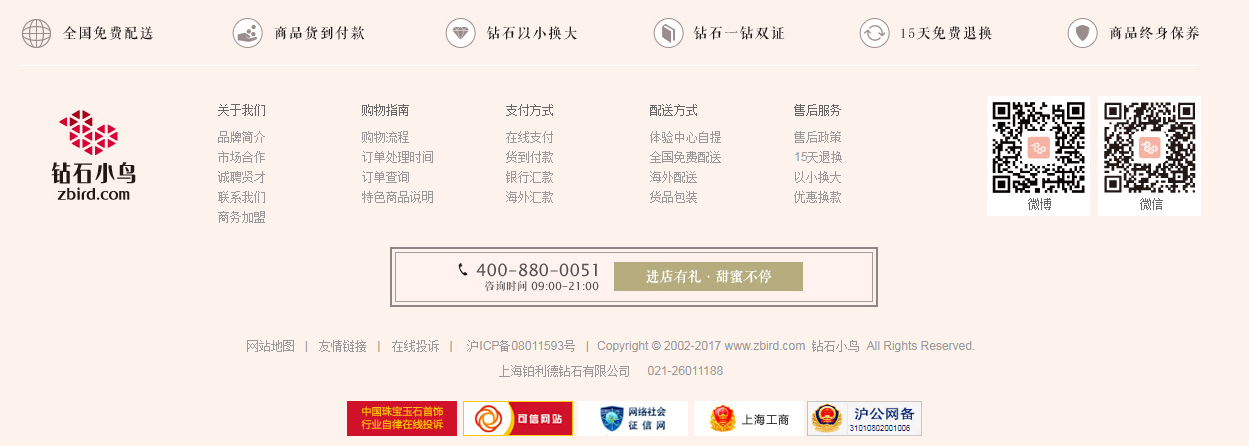 全国免费配送 商品货到付款 钻石以小换大 钻石一钻双证 15天免费退换 商品终身保养
钻石小鸟
zbird.com
关于我们
品牌简介
市场合作
诚聘贤才
联系我们
商务加盟
购物指南
购物流程
订单处理时间
订单查询
特色商品说明
支付方式
在线支付
货到付款
银行汇款
海外汇款
配送方式
体验中心自提
全国免费配送
海外配送
货品包装
售后服务
售后政策
15天退换
以小换大
优惠换款
微博
微信
400-880-0051
咨询时间 09:00-21:00
进店有礼·甜蜜不停
网站地图 | 友情链接 | 在线投诉 | 沪ICP备08011593号 | Copyright © 2002-2017 www.zbird.com 钻石小鸟 All Rights Reserved.
上海铂利德钻石有限公司 021-26011188
中国珠宝玉石首饰
行业自律在线投诉
可信网站
网络社会
征信网
上海工商
沪公网备
31010802001006